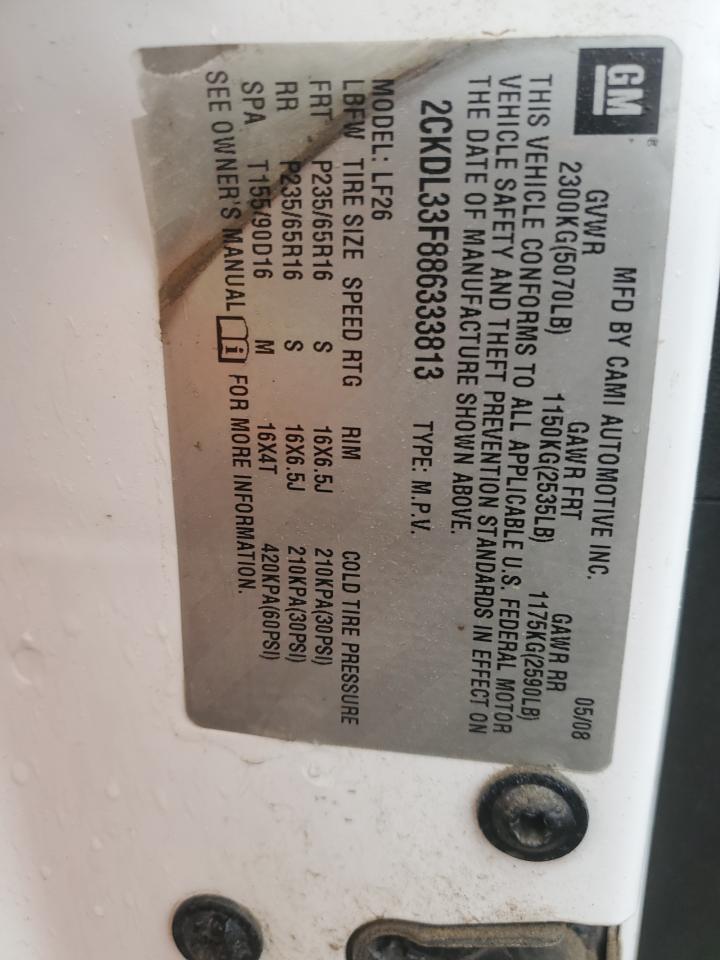 GM
MFD BY CAMI AUTOMOTIVE INC. 05/08
GVWR GAWR FRT GAWR RR
2300KG(5070LB) 1150KG(2535LB) 1175KG(2590LB)
THIS VEHICLE CONFORMS TO ALL APPLICABLE U.S. FEDERAL MOTOR
VEHICLE SAFETY AND THEFT PREVENTION STANDARDS IN EFFECT ON
THE DATE OF MANUFACTURE SHOWN ABOVE.
2CKDL33F886333813 TYPE: M.P.V.
MODEL: LF26
LBFW TIRE SIZE SPEED RTG RIM COLD TIRE PRESSURE
FRT P235/65R16 S 16X6.5J 210KPA(30PSI)
RR P235/65R16 S 16X6.5J 210KPA(30PSI)
SPA T155/90D16 M 16X4T 420KPA(60PSI)
SEE OWNER'S MANUAL i FOR MORE INFORMATION.